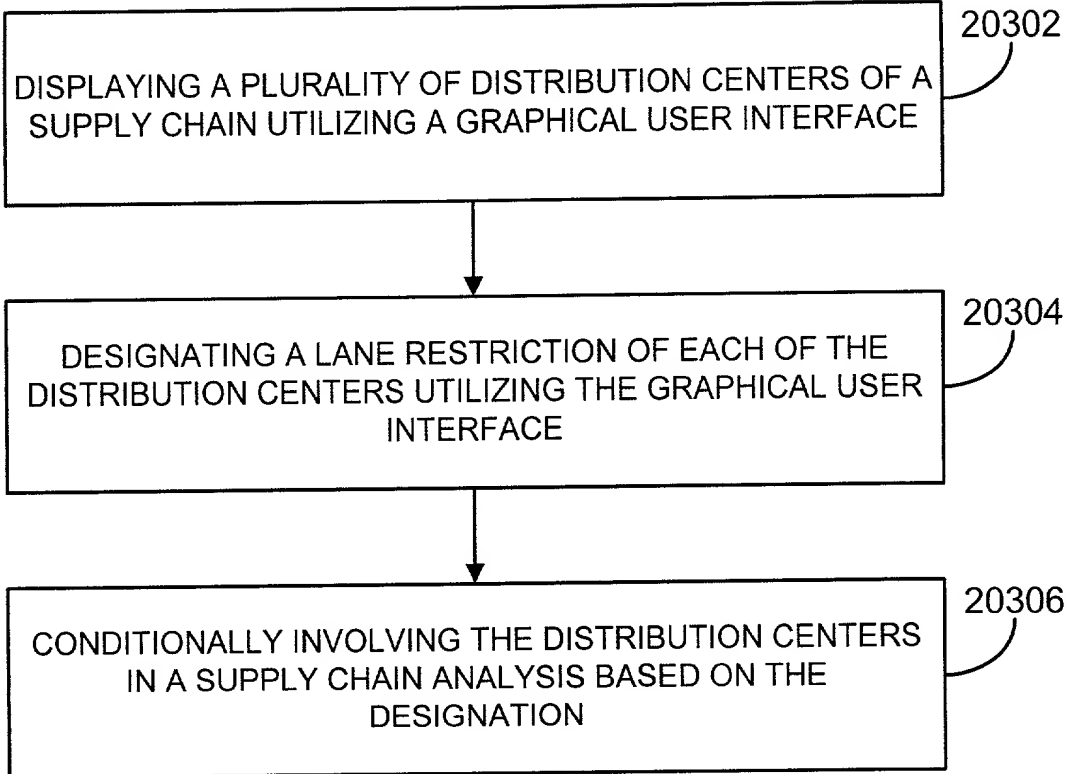 20302
DISPLAYING A PLURALITY OF DISTRIBUTION CENTERS OF A
SUPPLY CHAIN UTILIZING A GRAPHICAL USER INTERFACE
20304
DESIGNATING A LANE RESTRICTION OF EACH OF THE
DISTRIBUTION CENTERS UTILIZING THE GRAPHICAL USER
INTERFACE
20306
CONDITIONALLY INVOLVING THE DISTRIBUTION CENTERS
IN A SUPPLY CHAIN ANALYSIS BASED ON THE
DESIGNATION